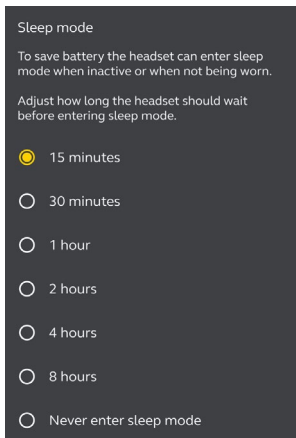 Sleep mode
To save battery the headset can enter sleep
mode when inactive or when not being worn.
Adjust how long the headset should wait
before entering sleep mode.
15 minutes
30 minutes
1 hour
2 hours
4 hours
8 hours
Never enter sleep mode